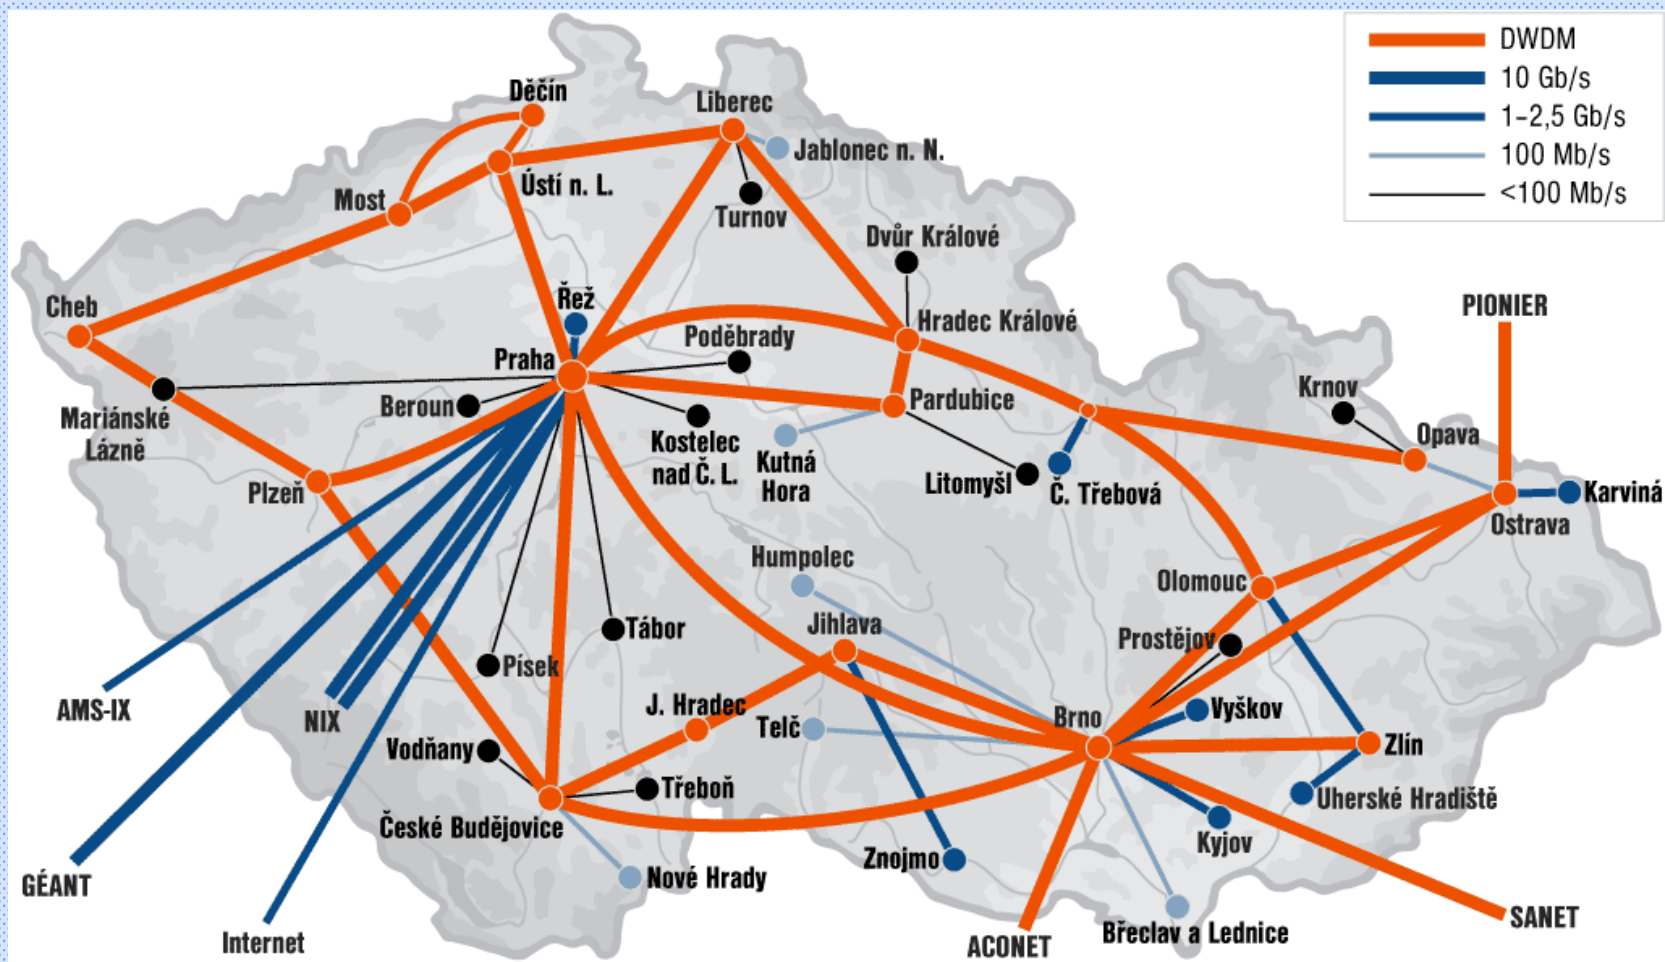 DWDM
10 Gb/s
1–2,5 Gb/s
100 Mb/s
<100 Mb/s
Děčín
Liberec
Jablonec n. N.
Ústí n. L.
Most
Turnov
Dvůr Králové
Cheb
Řež
Hradec Králové
PIONIER
Poděbrady
Praha
Krnov
Mariánské
Lázně
Beroun
Pardubice
Opava
Kostelec
nad Č. L.
Kutná
Hora
Litomyšl
Č. Třebová
Plzeň
Karviná
Ostrava
Humpolec
Olomouc
Jihlava
Tábor
Prostějov
Písek
AMS-IX
NIX
J. Hradec
Telč
Brno
Vyškov
Zlín
Vodňany
Třeboň
Uherské Hradiště
České Budějovice
Kyjov
Znojmo
GÉANT
Nové Hrady
SANET
Internet
ACONET
Břeclav a Lednice